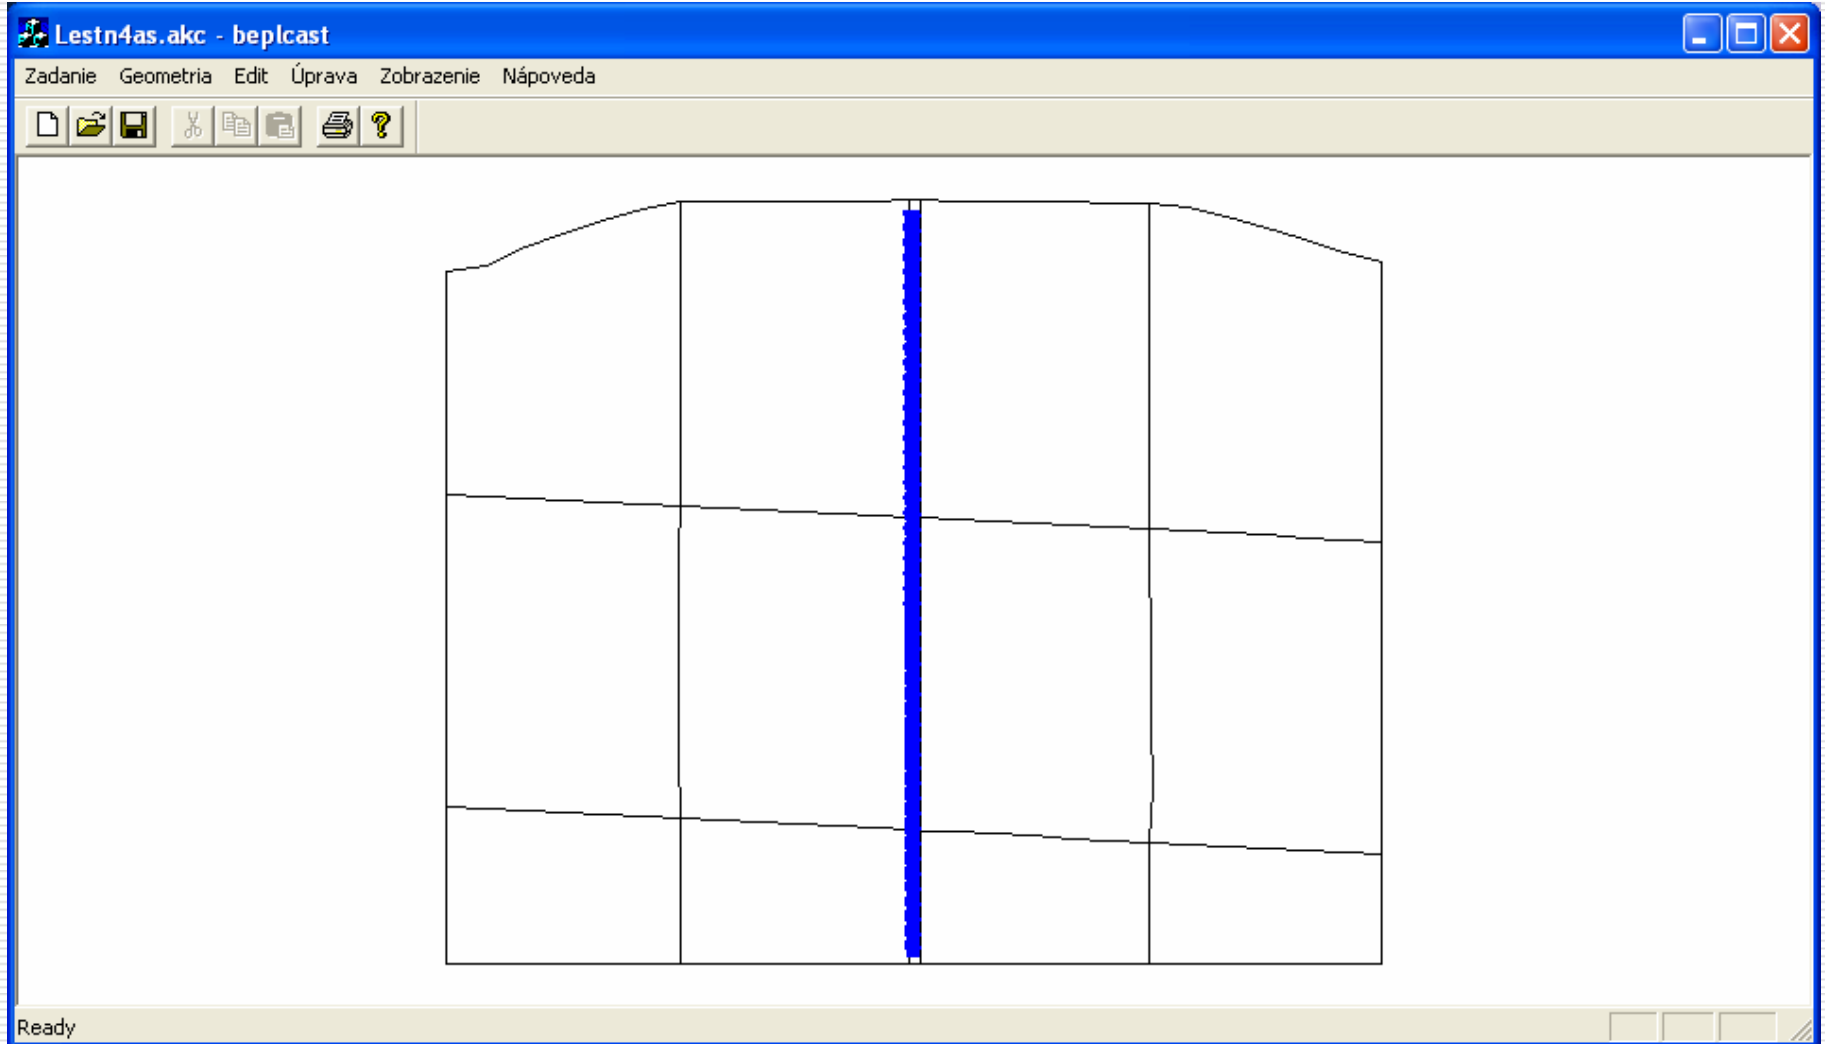 Lestn4as.akc - beplcast
Zadanie Geometria Edit Úprava Zobrazenie Nápoveda
Ready